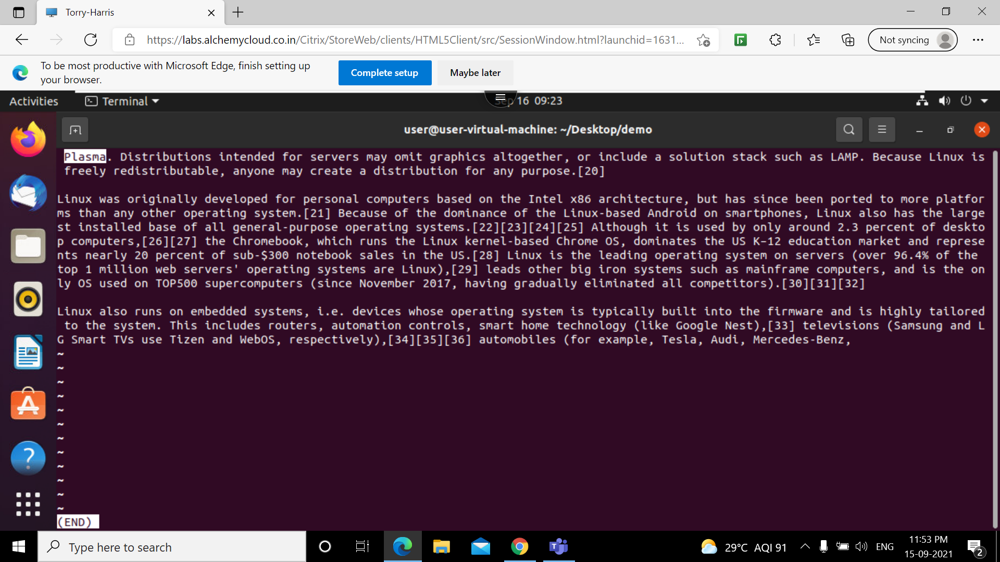 Torry-Harris
https://labs.alchemycloud.co.in/Citrix/StoreWeb/clients/HTML5Client/src/SessionWindow.html?launchid=1631...
Not syncing
To be most productive with Microsoft Edge, finish setting up
your browser.
Complete setup
Maybe later
Activities
Terminal
Sep 16 09:23
user@user-virtual-machine: ~/Desktop/demo
Plasma. Distributions intended for servers may omit graphics altogether, or include a solution stack such as LAMP. Because Linux is
freely redistributable, anyone may create a distribution for any purpose.[20]
Linux was originally developed for personal computers based on the Intel x86 architecture, but has since been ported to more platfor
ms than any other operating system.[21] Because of the dominance of the Linux-based Android on smartphones, Linux also has the large
st installed base of all general-purpose operating systems.[22][23][24][25] Although it is used by only around 2.3 percent of deskto
p computers,[26][27] the Chromebook, which runs the Linux kernel-based Chrome OS, dominates the US K–12 education market and represe
nts nearly 20 percent of sub-$300 notebook sales in the US.[28] Linux is the leading operating system on servers (over 96.4% of the
top 1 million web servers' operating systems are Linux),[29] leads other big iron systems such as mainframe computers, and is the on
ly OS used on TOP500 supercomputers (since November 2017, having gradually eliminated all competitors).[30][31][32]
Linux also runs on embedded systems, i.e. devices whose operating system is typically built into the firmware and is highly tailored
to the system. This includes routers, automation controls, smart home technology (like Google Nest),[33] televisions (Samsung and L
G Smart TVs use Tizen and WebOS, respectively),[34][35][36] automobiles (for example, Tesla, Audi, Mercedes-Benz,
~
~
~
~
~
~
~
~
~
~
~
~
(END)
Type here to search
29°C AQI 91
ENG
11:53 PM
15-09-2021
2